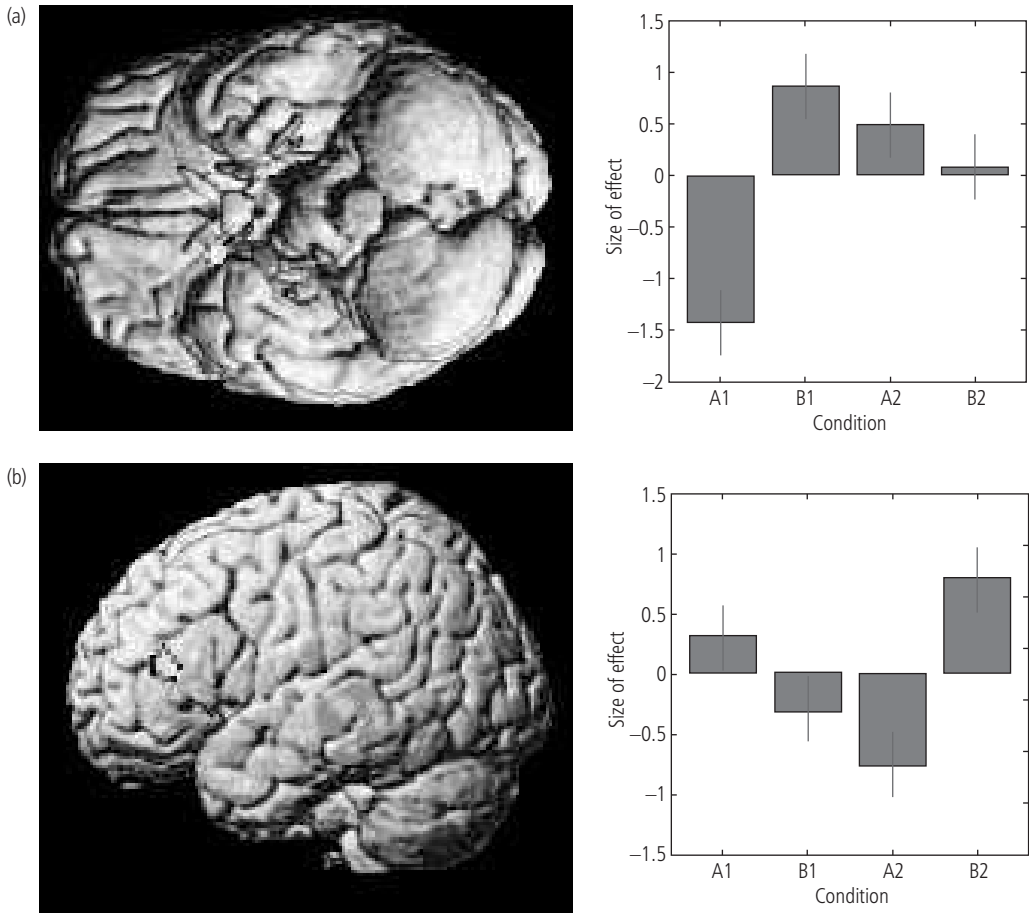 (a)
1.5
1
0.5
0
–0.5
–1
–1.5
–2
Size of effect
A1 B1 A2 B2
Condition
(b)
1.5
1
0.5
0
–0.5
–1
–1.5
Size of effect
A1 B1 A2 B2
Condition